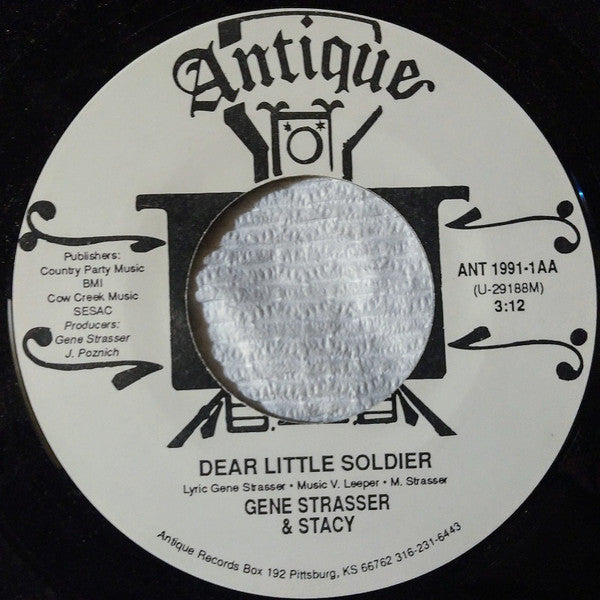 Antique
Publishers:
Country Party Music
BMI
Cow Creek Music
SESAC
Producers:
Gene Strasser
J. Poznich
ANT 1991-1AA
(U-29188M)
3:12
DEAR LITTLE SOLDIER
Lyric Gene Strasser • Music V. Leeper • M. Strasser
GENE STRASSER
& STACY
Antique Records Box 192 Pittsburg, KS 66762 316-231-6443